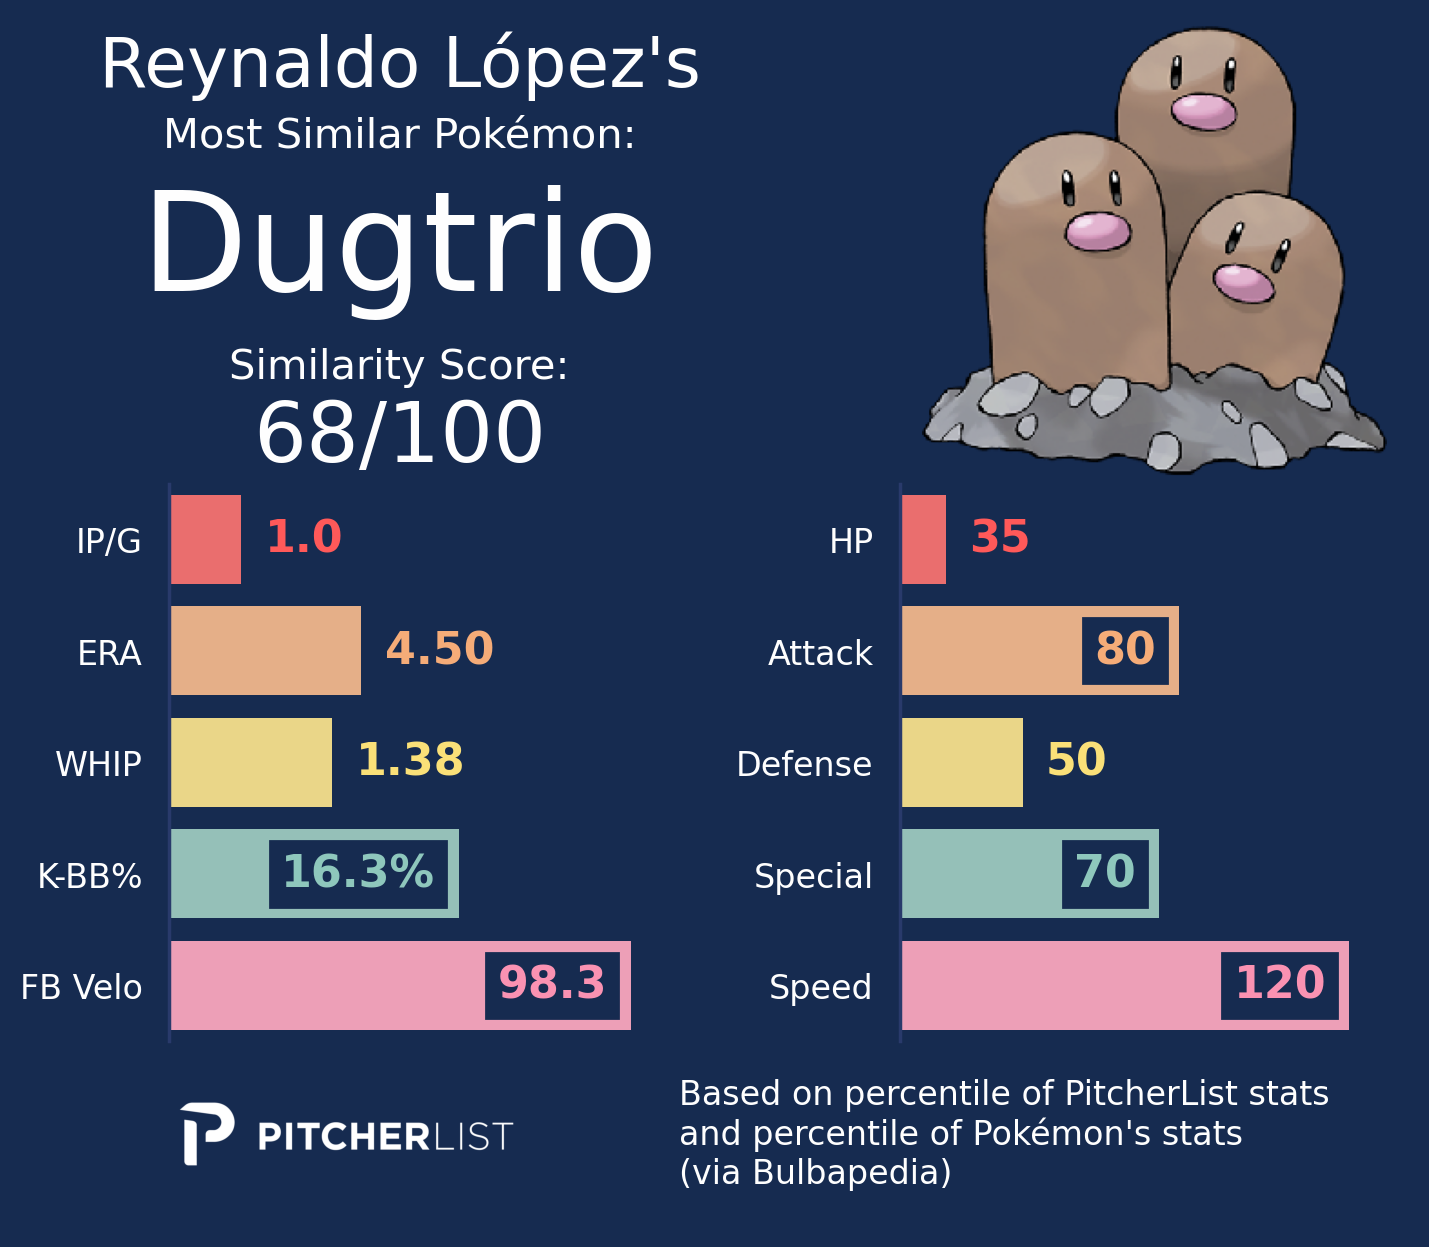 Reynaldo López's
Most Similar Pokémon:
Dugtrio
Similarity Score:
68/100
IP/G 1.0
ERA 4.50
WHIP 1.38
K-BB% 16.3%
FB Velo 98.3
HP 35
Attack 80
Defense 50
Special 70
Speed 120
PITCHERLIST
Based on percentile of PitcherList stats
and percentile of Pokémon's stats
(via Bulbapedia)